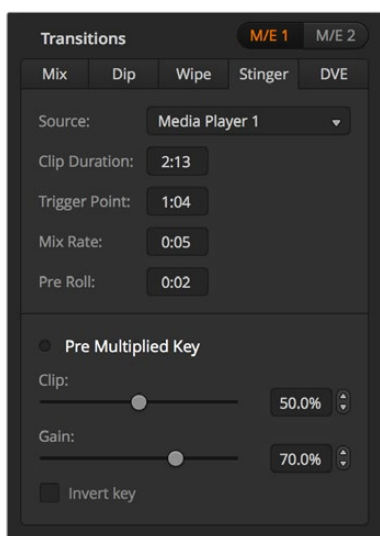 Transitions M/E 1 M/E 2
Mix Dip Wipe Stinger DVE
Source: Media Player 1
Clip Duration: 2:13
Trigger Point: 1:04
Mix Rate: 0:05
Pre Roll: 0:02
Pre Multiplied Key
Clip:
50.0%
Gain:
70.0%
Invert key